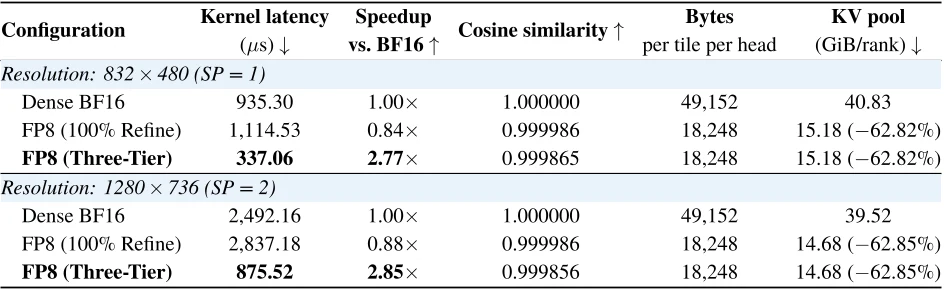 Configuration Kernel latency (μs) ↓ Speedup vs. BF16 ↑ Cosine similarity ↑ Bytes per tile per head KV pool (GiB/rank) ↓
Resolution: 832 × 480 (SP = 1)
Dense BF16 935.30 1.00× 1.000000 49,152 40.83
FP8 (100% Refine) 1,114.53 0.84× 0.999986 18,248 15.18 (−62.82%)
FP8 (Three-Tier) 337.06 2.77× 0.999865 18,248 15.18 (−62.82%)
Resolution: 1280 × 736 (SP = 2)
Dense BF16 2,492.16 1.00× 1.000000 49,152 39.52
FP8 (100% Refine) 2,837.18 0.88× 0.999986 18,248 14.68 (−62.85%)
FP8 (Three-Tier) 875.52 2.85× 0.999856 18,248 14.68 (−62.85%)